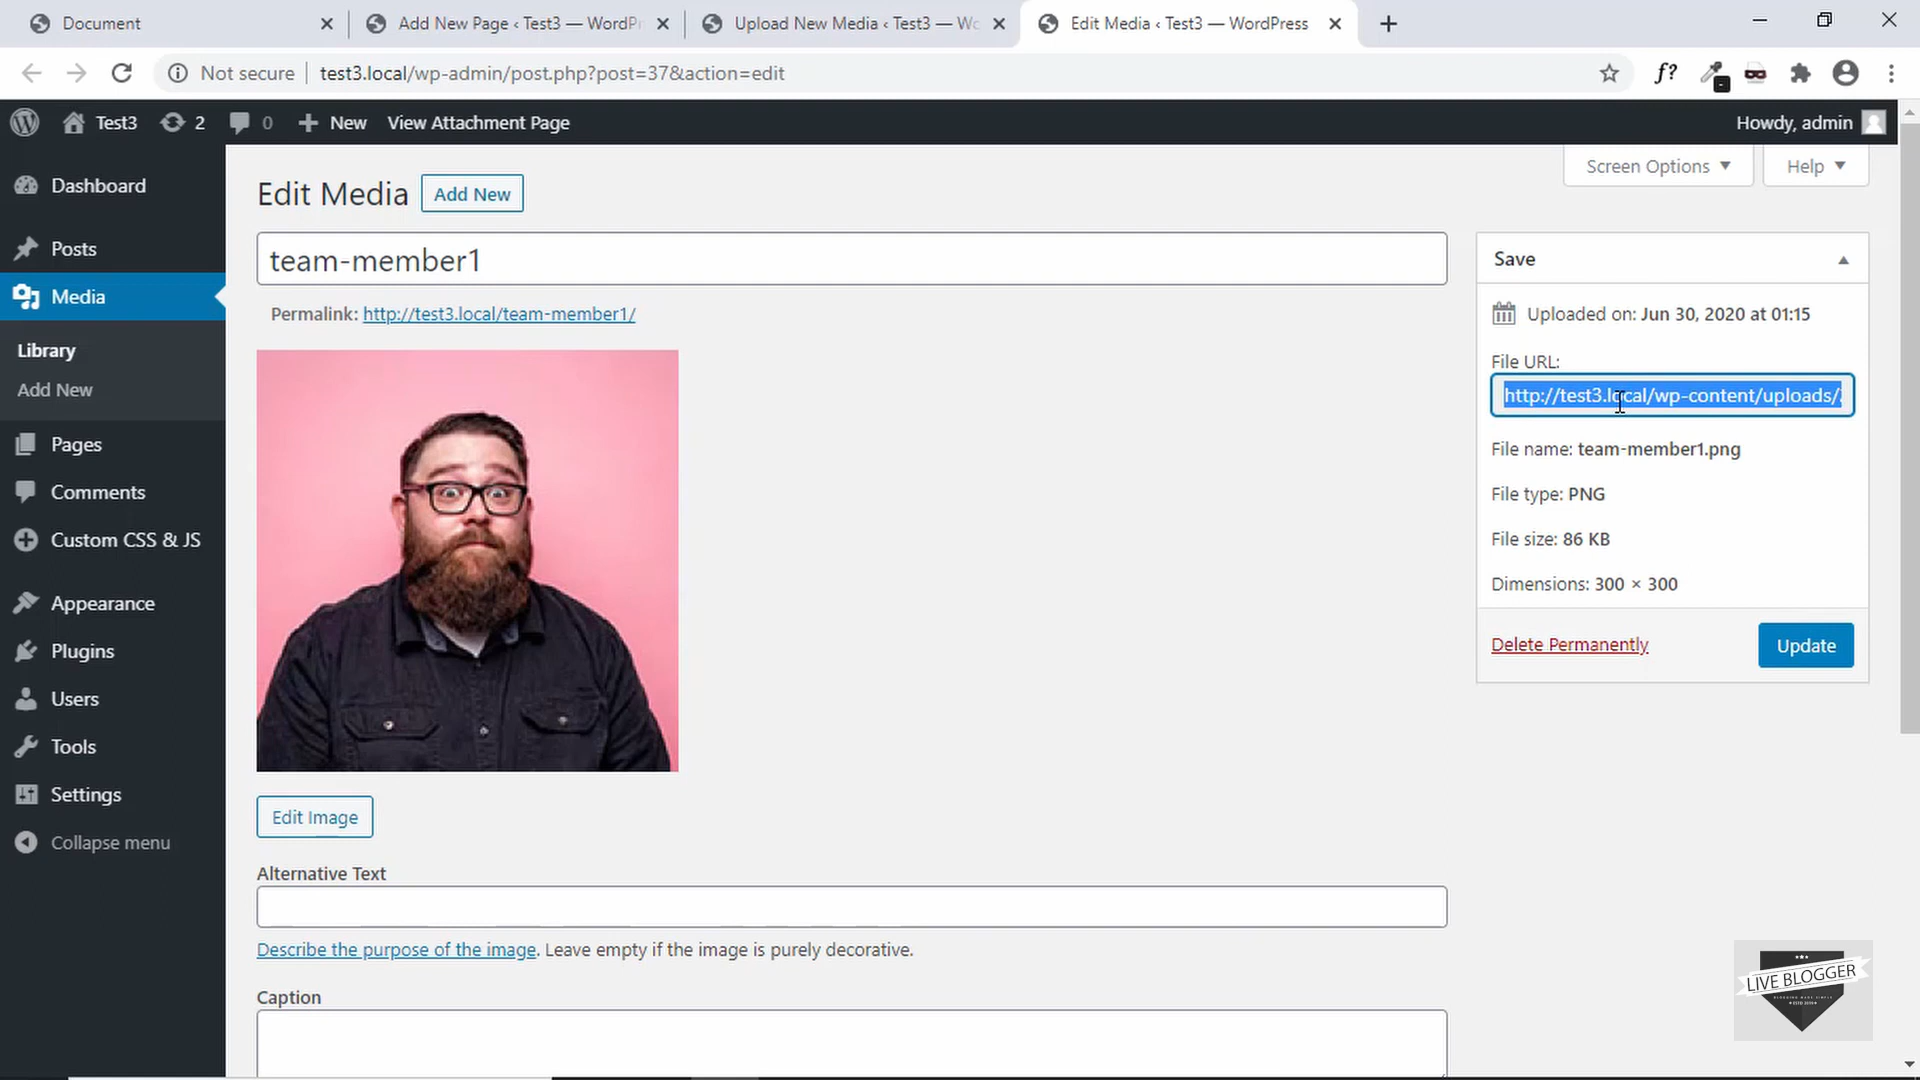 Document
Add New Page ‹ Test3 — WordPr
Upload New Media ‹ Test3 — Wo
Edit Media ‹ Test3 — WordPress
Not secure
test3.local/wp-admin/post.php?post=37&action=edit
f?
Test3
2
0
New
View Attachment Page
Howdy, admin
Dashboard
Posts
Media
Library
Add New
Pages
Comments
Custom CSS & JS
Appearance
Plugins
Users
Tools
Settings
Collapse menu
Screen Options
Help
Edit Media
Add New
team-member1
Permalink: http://test3.local/team-member1/
Edit Image
Alternative Text
Describe the purpose of the image. Leave empty if the image is purely decorative.
Caption
Save
Uploaded on: Jun 30, 2020 at 01:15
File URL:
http://test3.local/wp-content/uploads/
File name: team-member1.png
File type: PNG
File size: 86 KB
Dimensions: 300 × 300
Delete Permanently
Update
LIVE BLOGGER